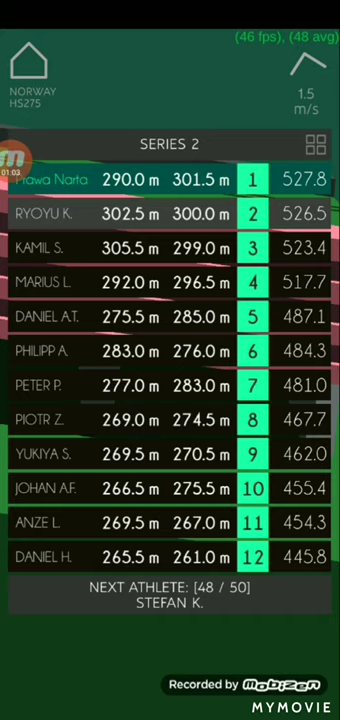 (46 fps), (48 avg)
NORWAY
HS275
1.5
m/s
SERIES 2
01:03
Prawa Narta 290.0 m 301.5 m 1 527.8
RYOYU K. 302.5 m 300.0 m 2 526.5
KAMIL S. 305.5 m 299.0 m 3 523.4
MARIUS L. 292.0 m 296.5 m 4 517.7
DANIEL A.T. 275.5 m 285.0 m 5 487.1
PHILIPP A. 283.0 m 276.0 m 6 484.3
PETER P. 277.0 m 283.0 m 7 481.0
PIOTR Z. 269.0 m 274.5 m 8 467.7
YUKIYA S. 269.5 m 270.5 m 9 462.0
JOHAN A.F. 266.5 m 275.5 m 10 455.4
ANZE L. 269.5 m 267.0 m 11 454.3
DANIEL H. 265.5 m 261.0 m 12 445.8
NEXT ATHLETE: [48 / 50]
STEFAN K.
Recorded by mobizen
MYMOVIE